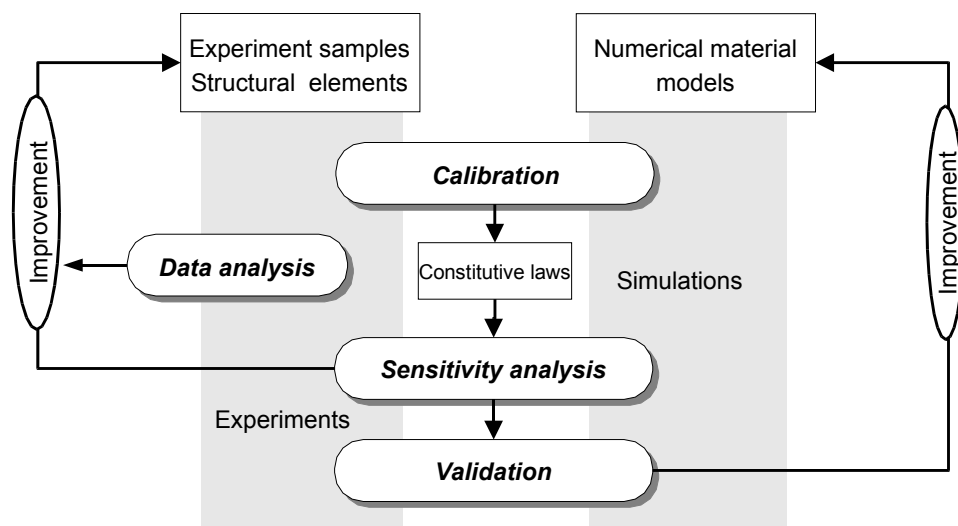 Experiment samples
Structural elements
Numerical material
models
Improvement
Calibration
Improvement
Data analysis
Constitutive laws
Simulations
Sensitivity analysis
Experiments
Validation